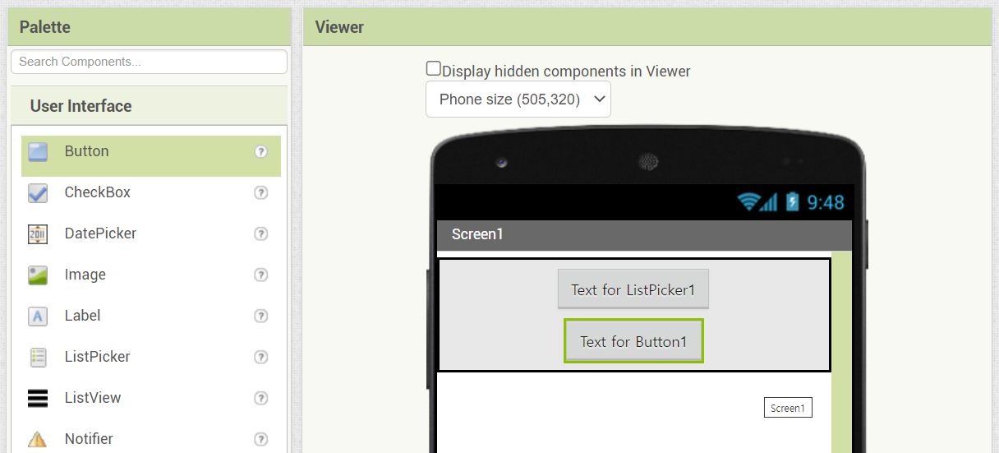 Palette
Search Components...
User Interface
Button
?
CheckBox
?
DatePicker
2011
?
Image
?
Label
A
?
ListPicker
?
ListView
?
Notifier
?
Viewer
Display hidden components in Viewer
Phone size (505,320)
9:48
Screen1
Text for ListPicker1
Text for Button1
Screen1